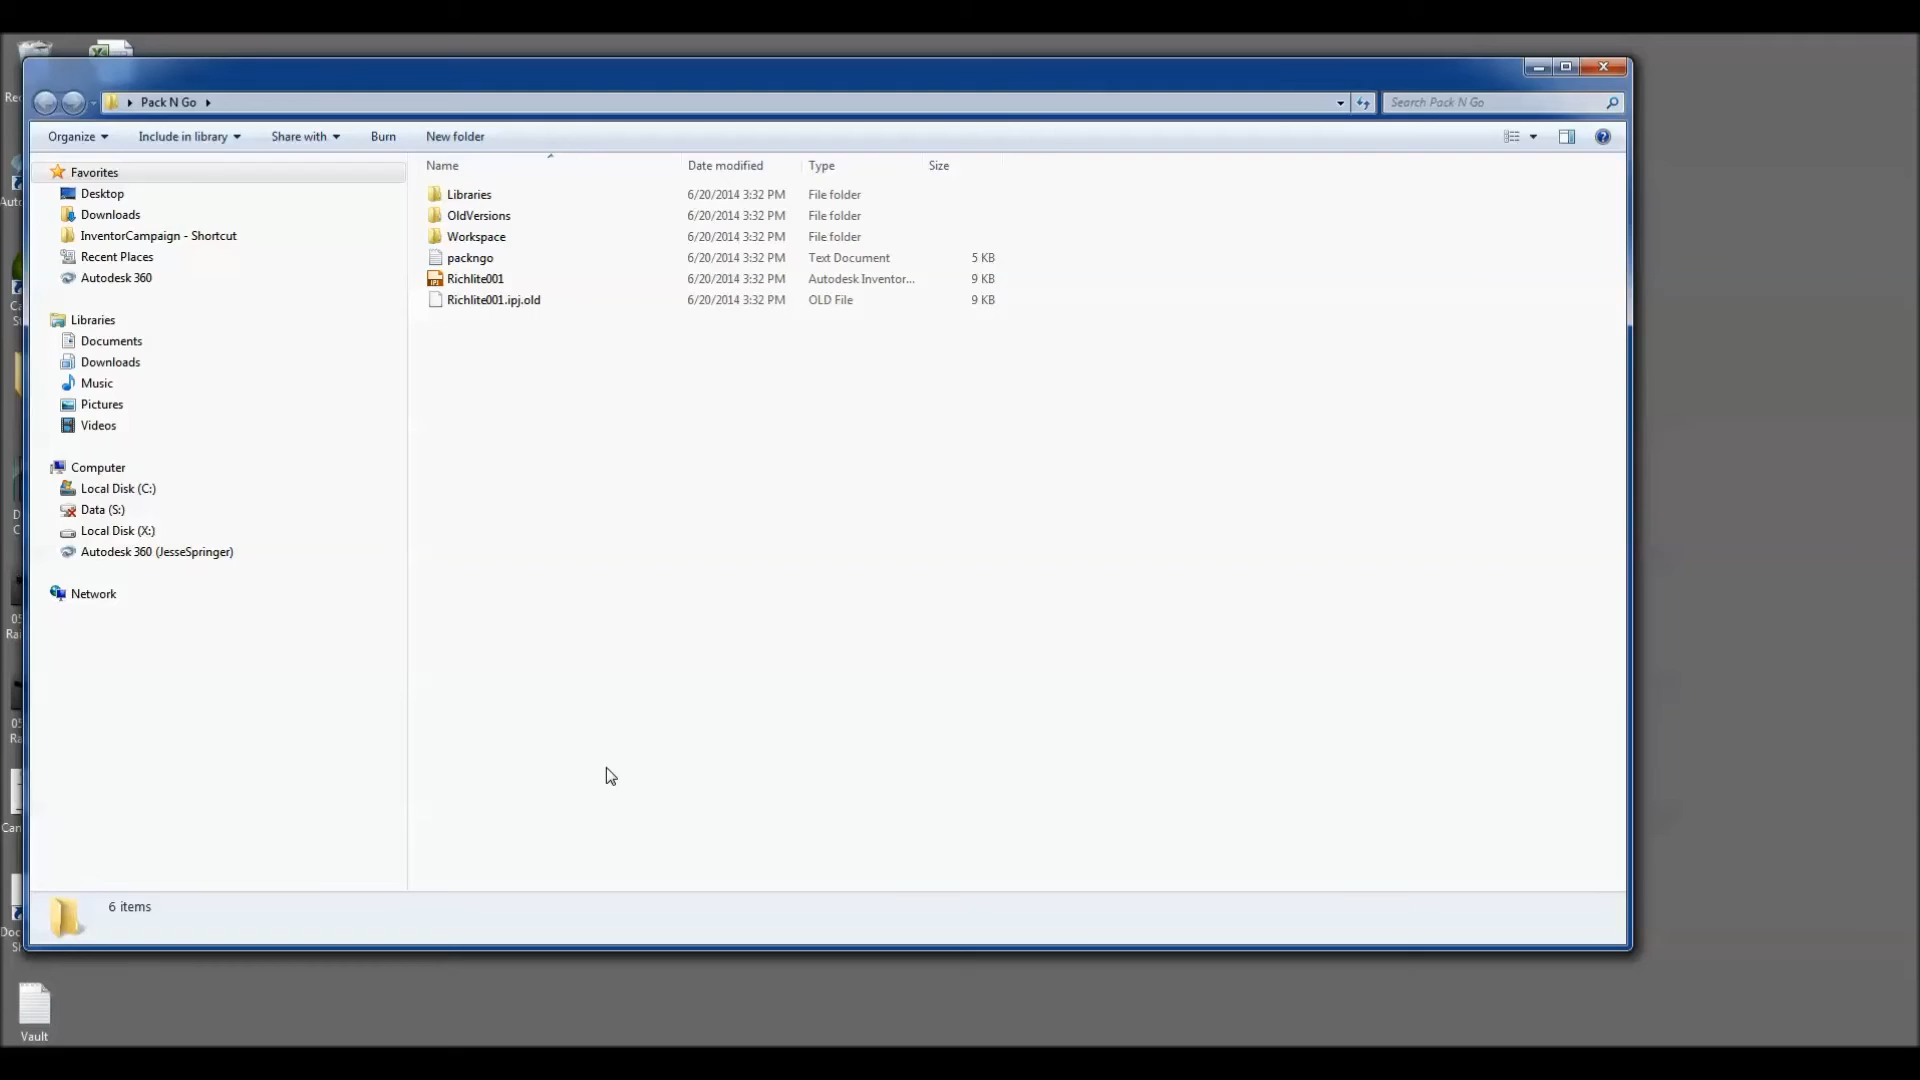 Pack N Go
Search Pack N Go
Organize
Include in library
Share with
Burn
New folder
Favorites
Desktop
Downloads
InventorCampaign - Shortcut
Recent Places
Autodesk 360
Libraries
Documents
Downloads
Music
Pictures
Videos
Computer
Local Disk (C:)
Data (S:)
Local Disk (X:)
Autodesk 360 (JesseSpringer)
Network
Name Date modified Type Size
Libraries 6/20/2014 3:32 PM File folder
OldVersions 6/20/2014 3:32 PM File folder
Workspace 6/20/2014 3:32 PM File folder
packngo 6/20/2014 3:32 PM Text Document 5 KB
Richlite001 6/20/2014 3:32 PM Autodesk Inventor... 9 KB
Richlite001.ipj.old 6/20/2014 3:32 PM OLD File 9 KB
6 items
Vault